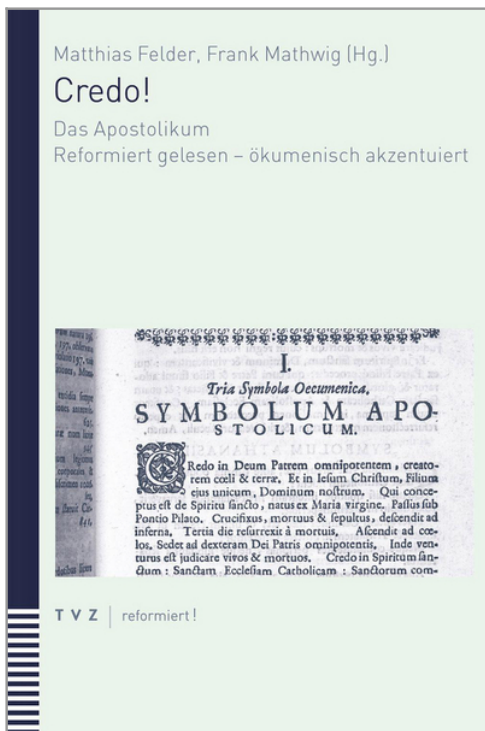 Matthias Felder, Frank Mathwig (Hg.)
Credo!
Das Apostolikum
Reformiert gelesen – ökumenisch akzentuiert
I.
Tria Symbola Oecumenica,
SYMBOLUM APO-
STOLICUM.
CRedo in Deum Patrem omnipotentem, creato-
rem cœli & terræ. Et in Iesum Christum, Filium
ejus unicum, Dominum nostrum. Qui conce-
ptus est de Spiritu sancto, natus ex Maria virgine. Passus sub
Pontio Pilato. Crucifixus, mortuus & sepultus, descendit ad
inferna. Tertia die resurrexit à mortuis. Ascendit ad cœ-
los. Sedet ad dexteram Dei Patris omnipotentis. Inde ven-
turus est judicare vivos & mortuos. Credo in Spiritum san-
ctum: Sanctam Ecclesiam Catholicam: Sanctorum com-
TVZ | reformiert!